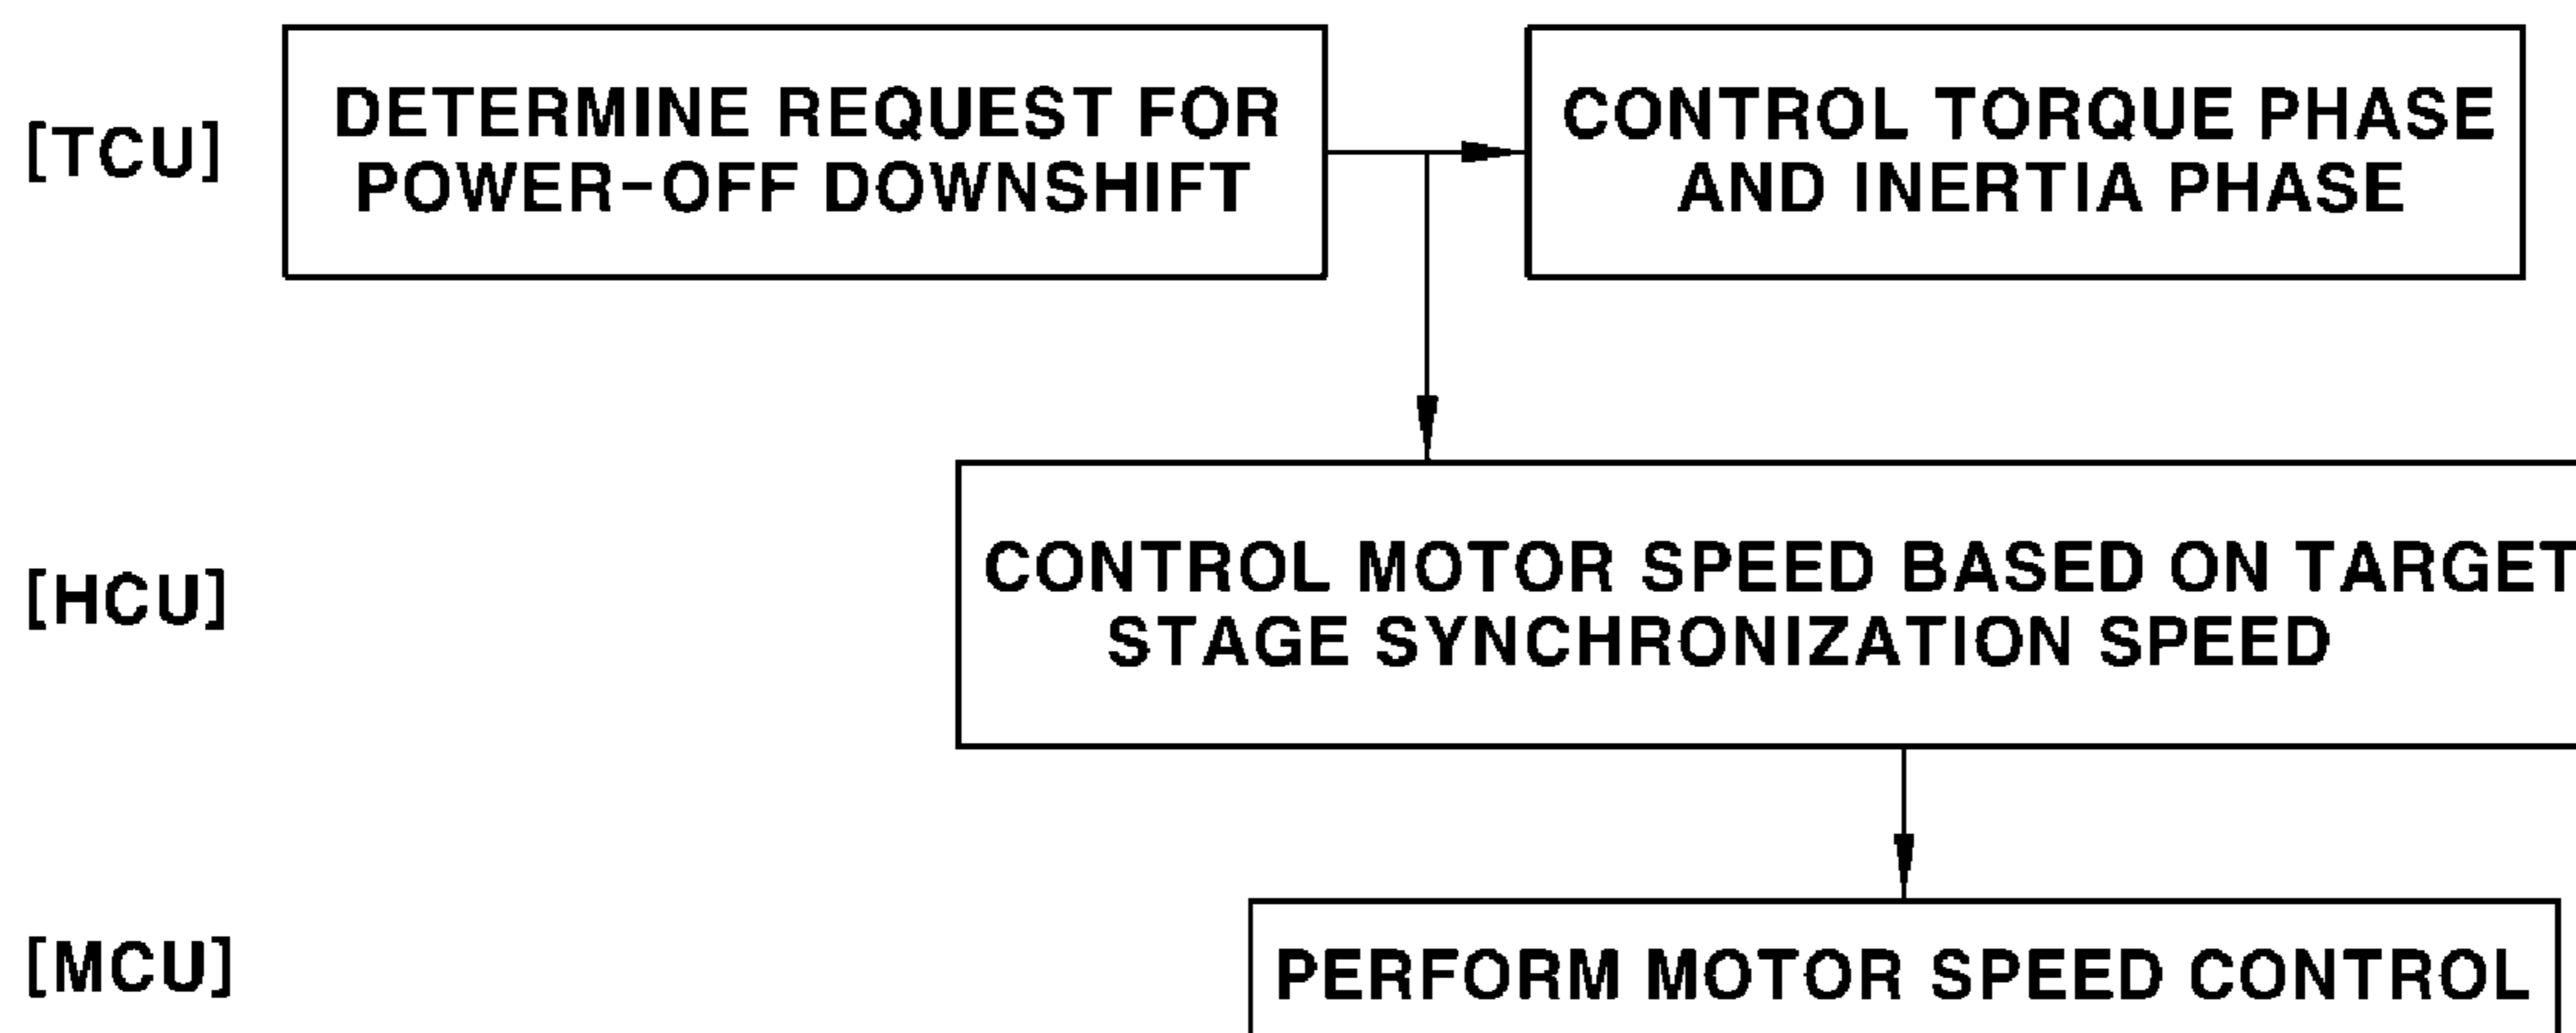 [TCU]
DETERMINE REQUEST FOR
POWER-OFF DOWNSHIFT
CONTROL TORQUE PHASE
AND INERTIA PHASE
[HCU]
CONTROL MOTOR SPEED BASED ON TARGET
STAGE SYNCHRONIZATION SPEED
[MCU]
PERFORM MOTOR SPEED CONTROL